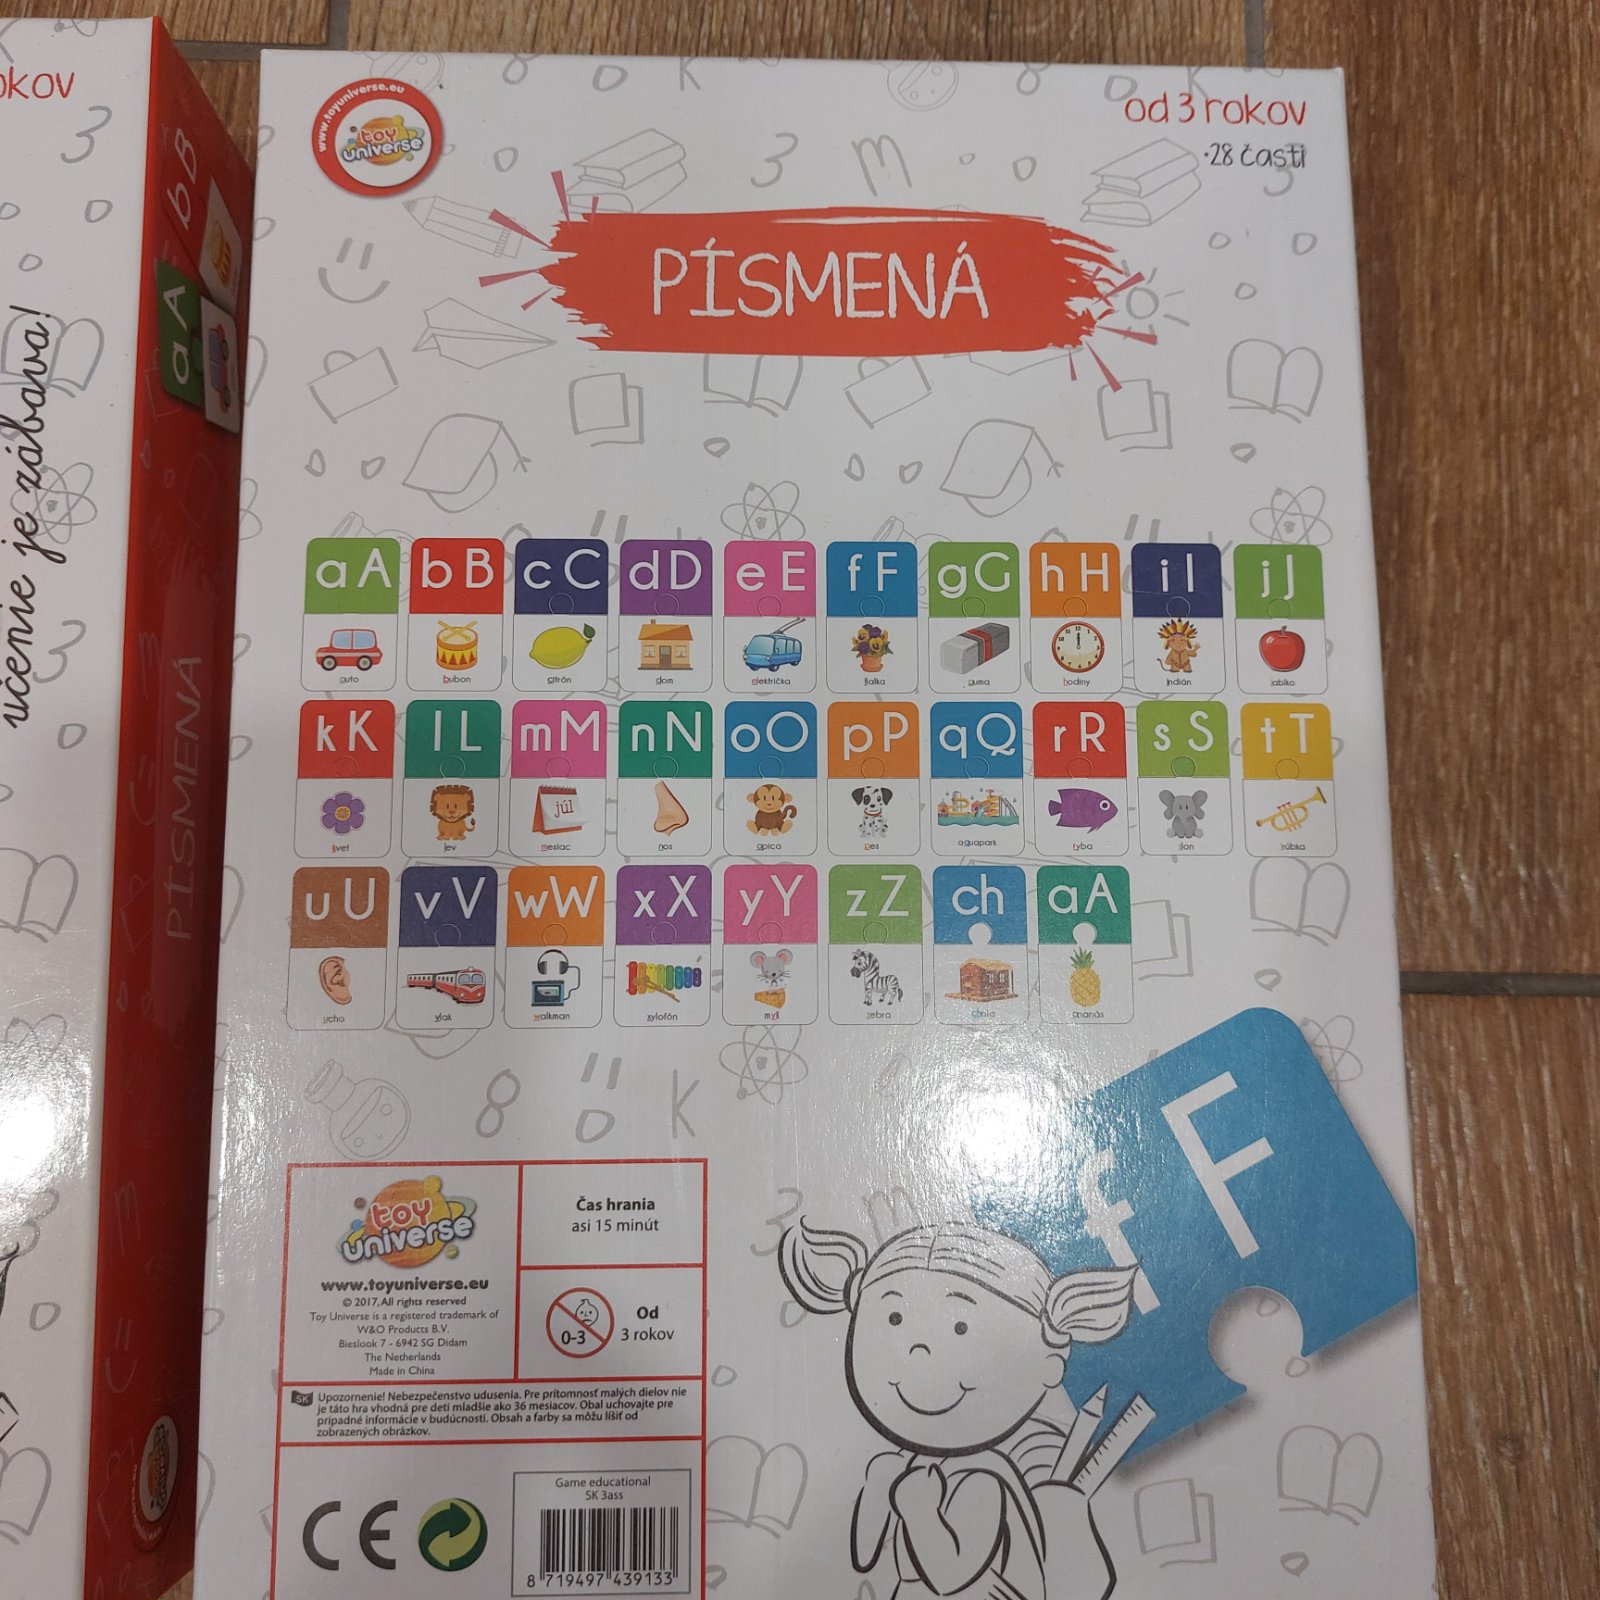 okov
učenie je zábava!
aA
bB
PÍSMENÁ
www.toyuniverse.eu
toy
universe
od 3 rokov
·28 častí
PÍSMENÁ
aA bB cC dD eE fF gG hH iI jJ
auto bubon citrón dom električka fialka guma hodiny indián jablko
kK lL mM nN oO pP qQ rR sS tT
júl
kvet lev mesiac nos opica pes aquapark ryba slon trúbka
uU vV wW xX yY zZ ch aA
ucho vlak walkman xylofón myš zebra chata ananás
fF
toy
universe
www.toyuniverse.eu
© 2017, All rights reserved
Toy Universe is a registered trademark of
W&O Products B.V.
Bieslook 7 - 6942 SG Didam
The Netherlands
Made in China
Čas hrania
asi 15 minút
0-3
Od
3 rokov
SK Upozornenie! Nebezpečenstvo udusenia. Pre prítomnosť malých dielov nie
je táto hra vhodná pre deti mladšie ako 36 mesiacov. Obal uchovajte pre
prípadné informácie v budúcnosti. Obsah a farby sa môžu líšiť od
zobrazených obrázkov.
CE
Game educational
SK 3ass
8 719497 439133